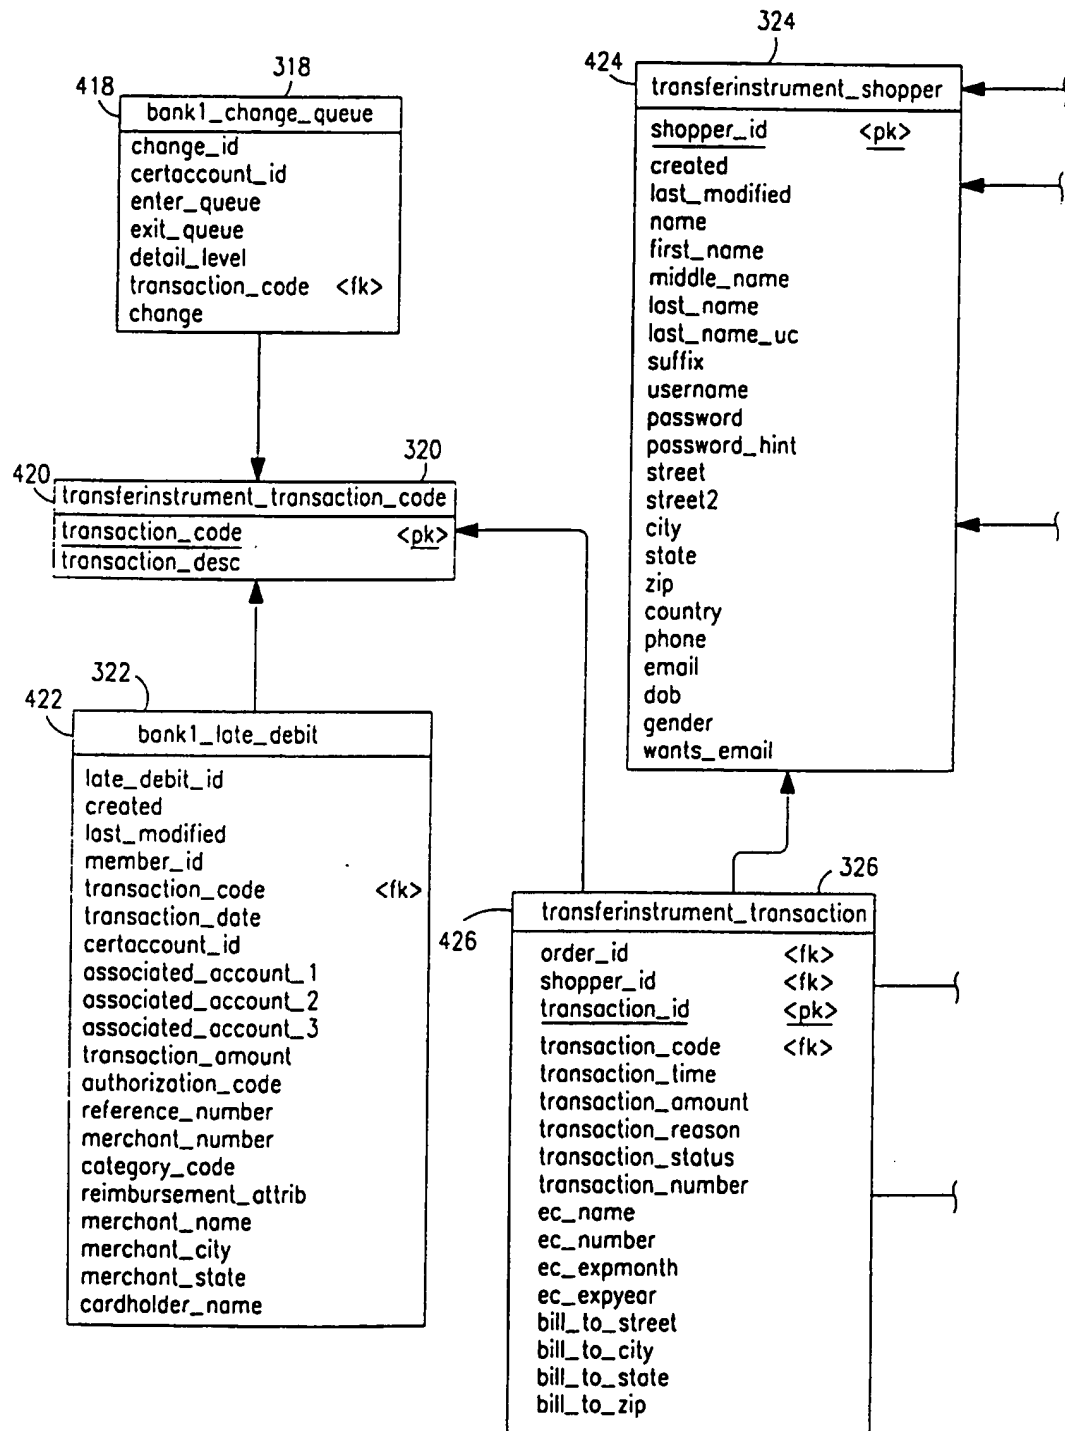 318
418
bank1_change_queue
change_id
certaccount_id
enter_queue
exit_queue
detail_level
transaction_code <fk>
change
324
424
transferinstrument_shopper
shopper_id <pk>
created
last_modified
name
first_name
middle_name
last_name
last_name_uc
suffix
username
password
password_hint
street
street2
city
state
zip
country
phone
email
dob
gender
wants_email
320
420
transferinstrument_transaction_code
transaction_code <pk>
transaction_desc
322
422
bank1_late_debit
late_debit_id
created
last_modified
member_id
transaction_code <fk>
transaction_date
certaccount_id
associated_account_1
associated_account_2
associated_account_3
transaction_amount
authorization_code
reference_number
merchant_number
category_code
reimbursement_attrib
merchant_name
merchant_city
merchant_state
cardholder_name
326
426
transferinstrument_transaction
order_id <fk>
shopper_id <fk>
transaction_id <pk>
transaction_code <fk>
transaction_time
transaction_amount
transaction_reason
transaction_status
transaction_number
ec_name
ec_number
ec_expmonth
ec_expyear
bill_to_street
bill_to_city
bill_to_state
bill_to_zip